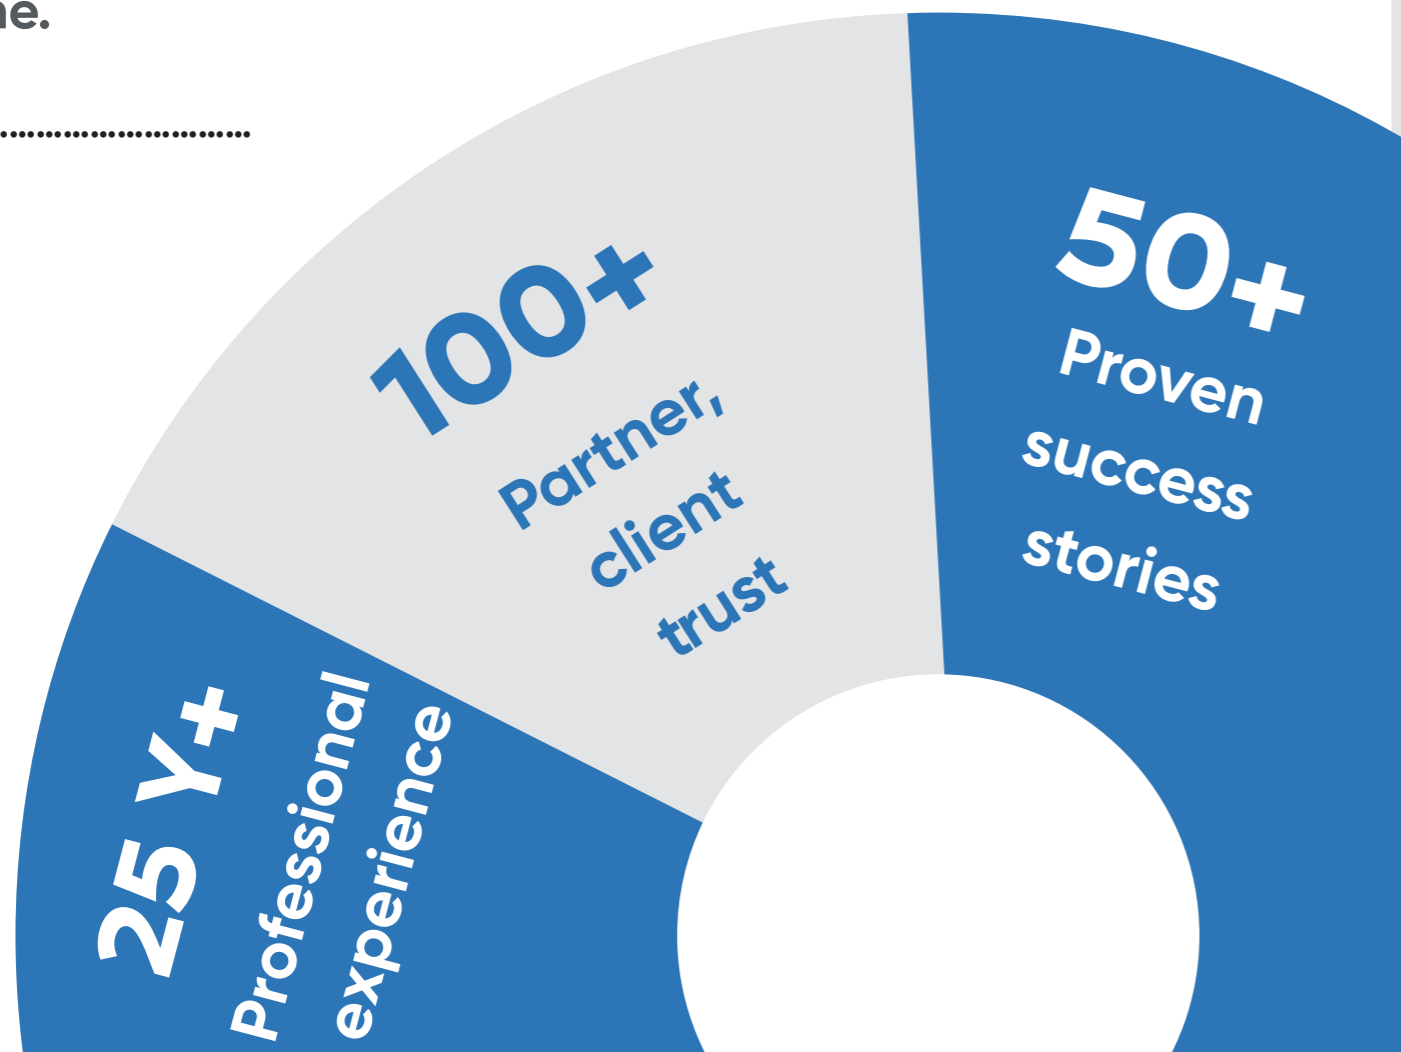 ne.
100+
Partner,
client
trust
50+
Proven
success
stories
25 Y+
Professional
experience